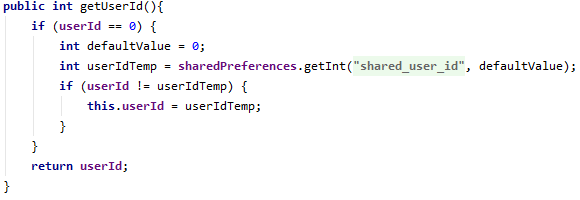 public int getUserId(){
    if (userId == 0) {
        int defaultValue = 0;
        int userIdTemp = sharedPreferences.getInt("shared_user_id", defaultValue);
        if (userId != userIdTemp) {
            this.userId = userIdTemp;
        }
    }
    return userId;
}